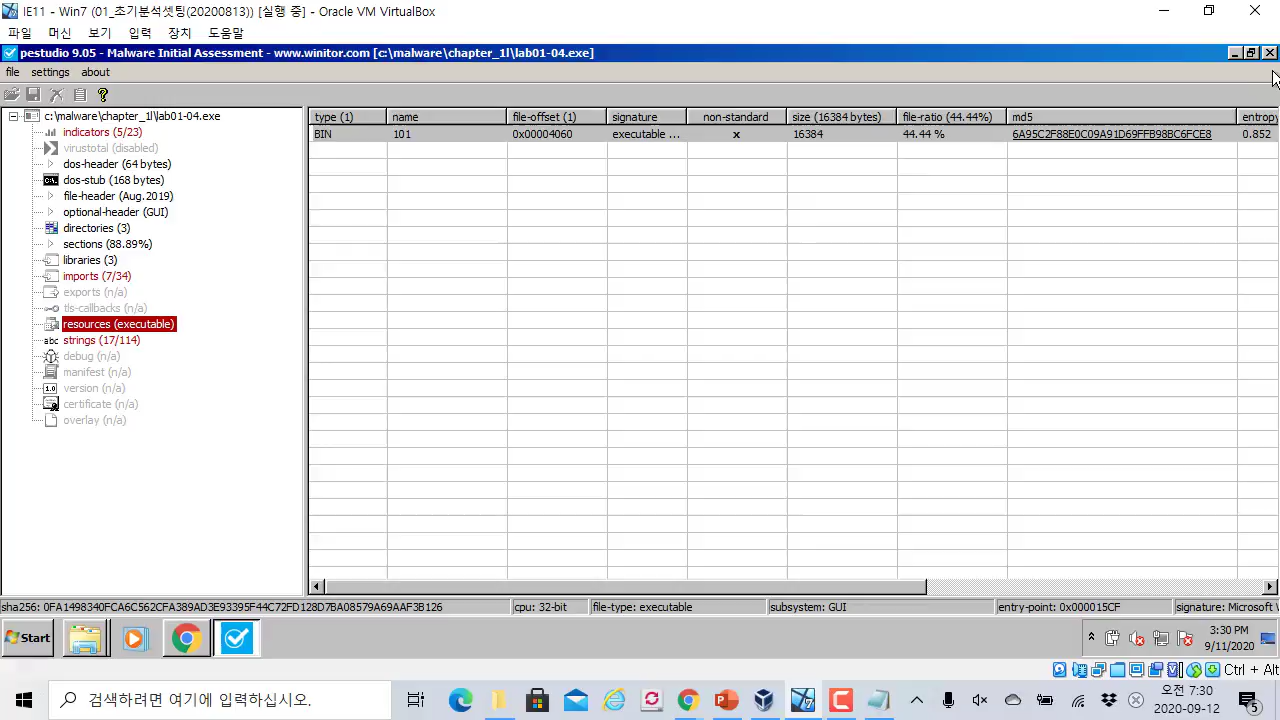 IE11 - Win7 (01_초기분석셋팅(20200813)) [실행 중] - Oracle VM VirtualBox
파일 머신 보기 입력 장치 도움말
pestudio 9.05 - Malware Initial Assessment - www.winitor.com [c:\malware\chapter_1l\lab01-04.exe]
file settings about
c:\malware\chapter_1l\lab01-04.exe
indicators (5/23)
virustotal (disabled)
dos-header (64 bytes)
dos-stub (168 bytes)
file-header (Aug.2019)
optional-header (GUI)
directories (3)
sections (88.89%)
libraries (3)
imports (7/34)
exports (n/a)
tls-callbacks (n/a)
resources (executable)
abc strings (17/114)
debug (n/a)
manifest (n/a)
1.0 version (n/a)
certificate (n/a)
overlay (n/a)
type (1) name file-offset (1) signature non-standard size (16384 bytes) file-ratio (44.44%) md5 entropy
BIN 101 0x00004060 executable ... x 16384 44.44 % 6A95C2F88E0C09A91D69FFB98BC6FCE8 0.852
sha256: 0FA1498340FCA6C562CFA389AD3E93395F44C72FD128D7BA08579A69AAF3B126 cpu: 32-bit file-type: executable subsystem: GUI entry-point: 0x000015CF signature: Microsoft
Start 3:30 PM
9/11/2020
Ctrl + Alt
검색하려면 여기에 입력하십시오. 오전 7:30
2020-09-12 5